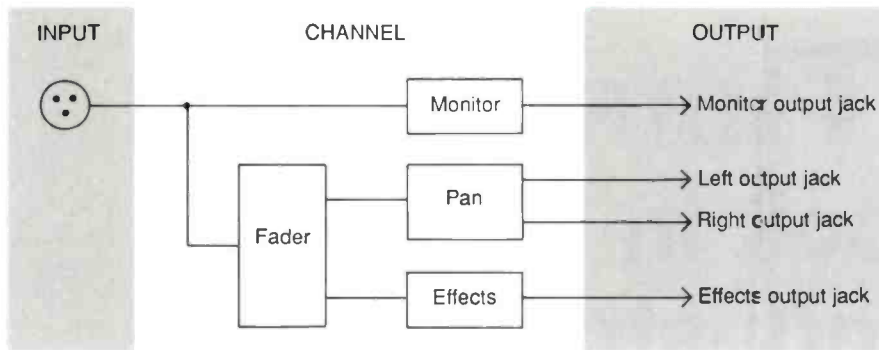 INPUT
CHANNEL
OUTPUT
Monitor
Monitor output jack
Fader
Pan
Left output jack
Right output jack
Effects
Effects output jack